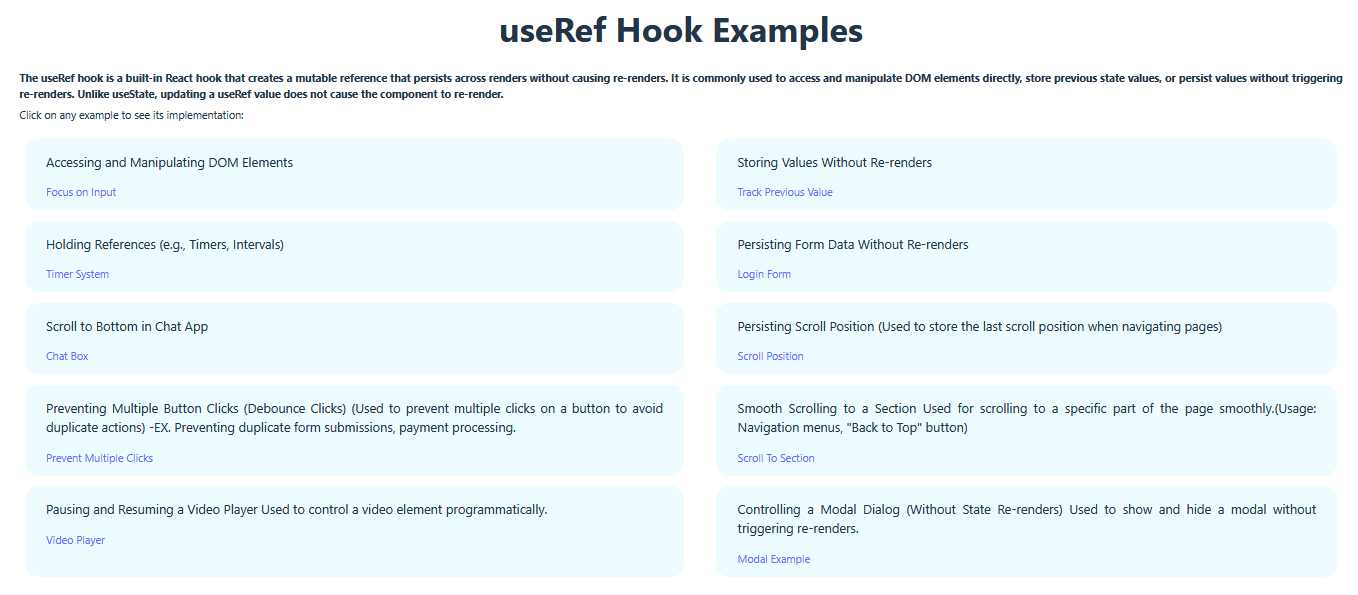 useRef Hook Examples
The useRef hook is a built-in React hook that creates a mutable reference that persists across renders without causing re-renders. It is commonly used to access and manipulate DOM elements directly, store previous state values, or persist values without triggering
re-renders. Unlike useState, updating a useRef value does not cause the component to re-render.
Click on any example to see its implementation:
Accessing and Manipulating DOM Elements
Focus on Input
Storing Values Without Re-renders
Track Previous Value
Holding References (e.g., Timers, Intervals)
Timer System
Persisting Form Data Without Re-renders
Login Form
Scroll to Bottom in Chat App
Chat Box
Persisting Scroll Position (Used to store the last scroll position when navigating pages)
Scroll Position
Preventing Multiple Button Clicks (Debounce Clicks) (Used to prevent multiple clicks on a button to avoid
duplicate actions) -EX. Preventing duplicate form submissions, payment processing.
Prevent Multiple Clicks
Smooth Scrolling to a Section Used for scrolling to a specific part of the page smoothly.(Usage:
Navigation menus, "Back to Top" button)
Scroll To Section
Pausing and Resuming a Video Player Used to control a video element programmatically.
Video Player
Controlling a Modal Dialog (Without State Re-renders) Used to show and hide a modal without
triggering re-renders.
Modal Example